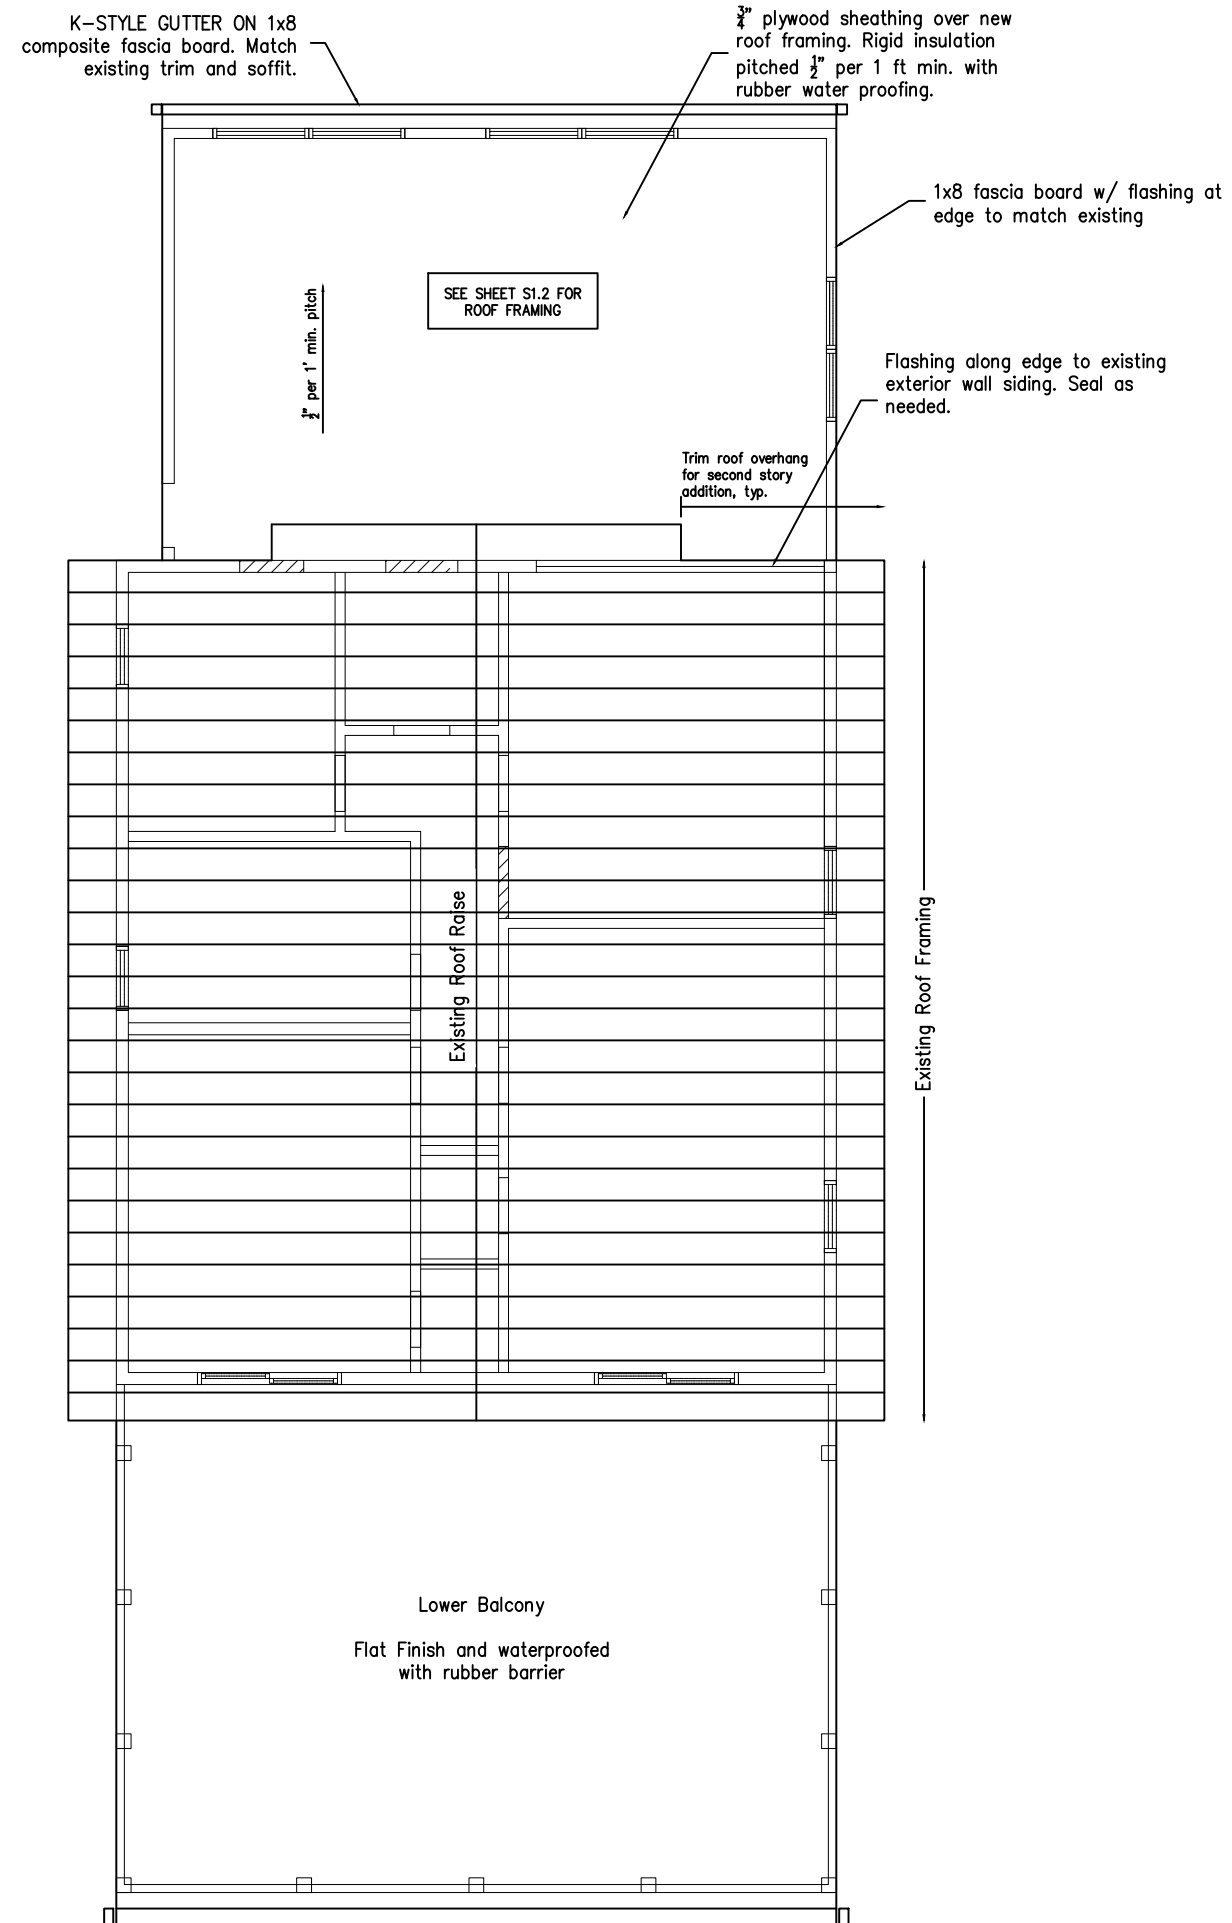 K-STYLE GUTTER ON 1x8
composite fascia board. Match
existing trim and soffit.
3/4" plywood sheathing over new
roof framing. Rigid insulation
pitched 1/2" per 1 ft min. with
rubber water proofing.
1x8 fascia board w/ flashing at
edge to match existing
SEE SHEET S1.2 FOR
ROOF FRAMING
1/2" per 1' min. pitch
Flashing along edge to existing
exterior wall siding. Seal as
needed.
Trim roof overhang
for second story
addition, typ.
Existing Roof Raise
Existing Roof Framing
Lower Balcony
Flat Finish and waterproofed
with rubber barrier